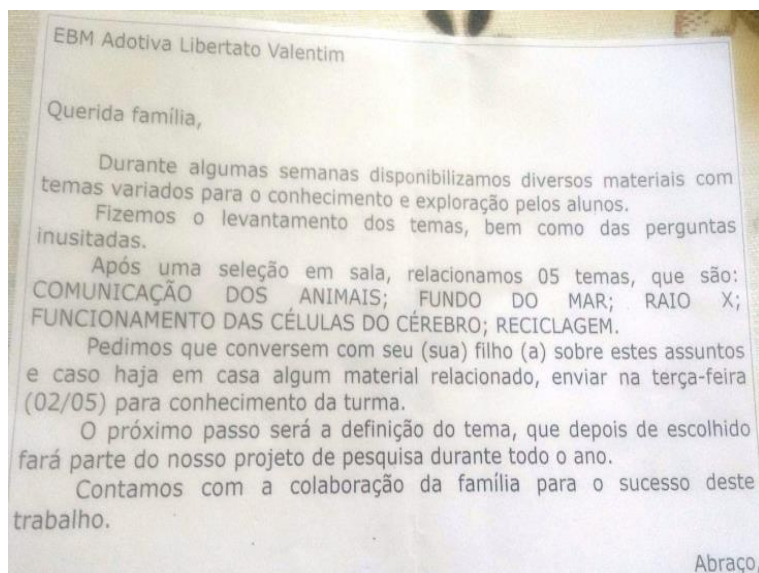 EBM Adotiva Libertato Valentim
Querida família,
Durante algumas semanas disponibilizamos diversos materiais com
temas variados para o conhecimento e exploração pelos alunos.
Fizemos o levantamento dos temas, bem como das perguntas
inusitadas.
Após uma seleção em sala, relacionamos 05 temas, que são:
COMUNICAÇÃO DOS ANIMAIS; FUNDO DO MAR; RAIO X;
FUNCIONAMENTO DAS CÉLULAS DO CÉREBRO; RECICLAGEM.
Pedimos que conversem com seu (sua) filho (a) sobre estes assuntos
e caso haja em casa algum material relacionado, enviar na terça-feira
(02/05) para conhecimento da turma.
O próximo passo será a definição do tema, que depois de escolhido
fará parte do nosso projeto de pesquisa durante todo o ano.
Contamos com a colaboração da família para o sucesso deste
trabalho.
Abraço,